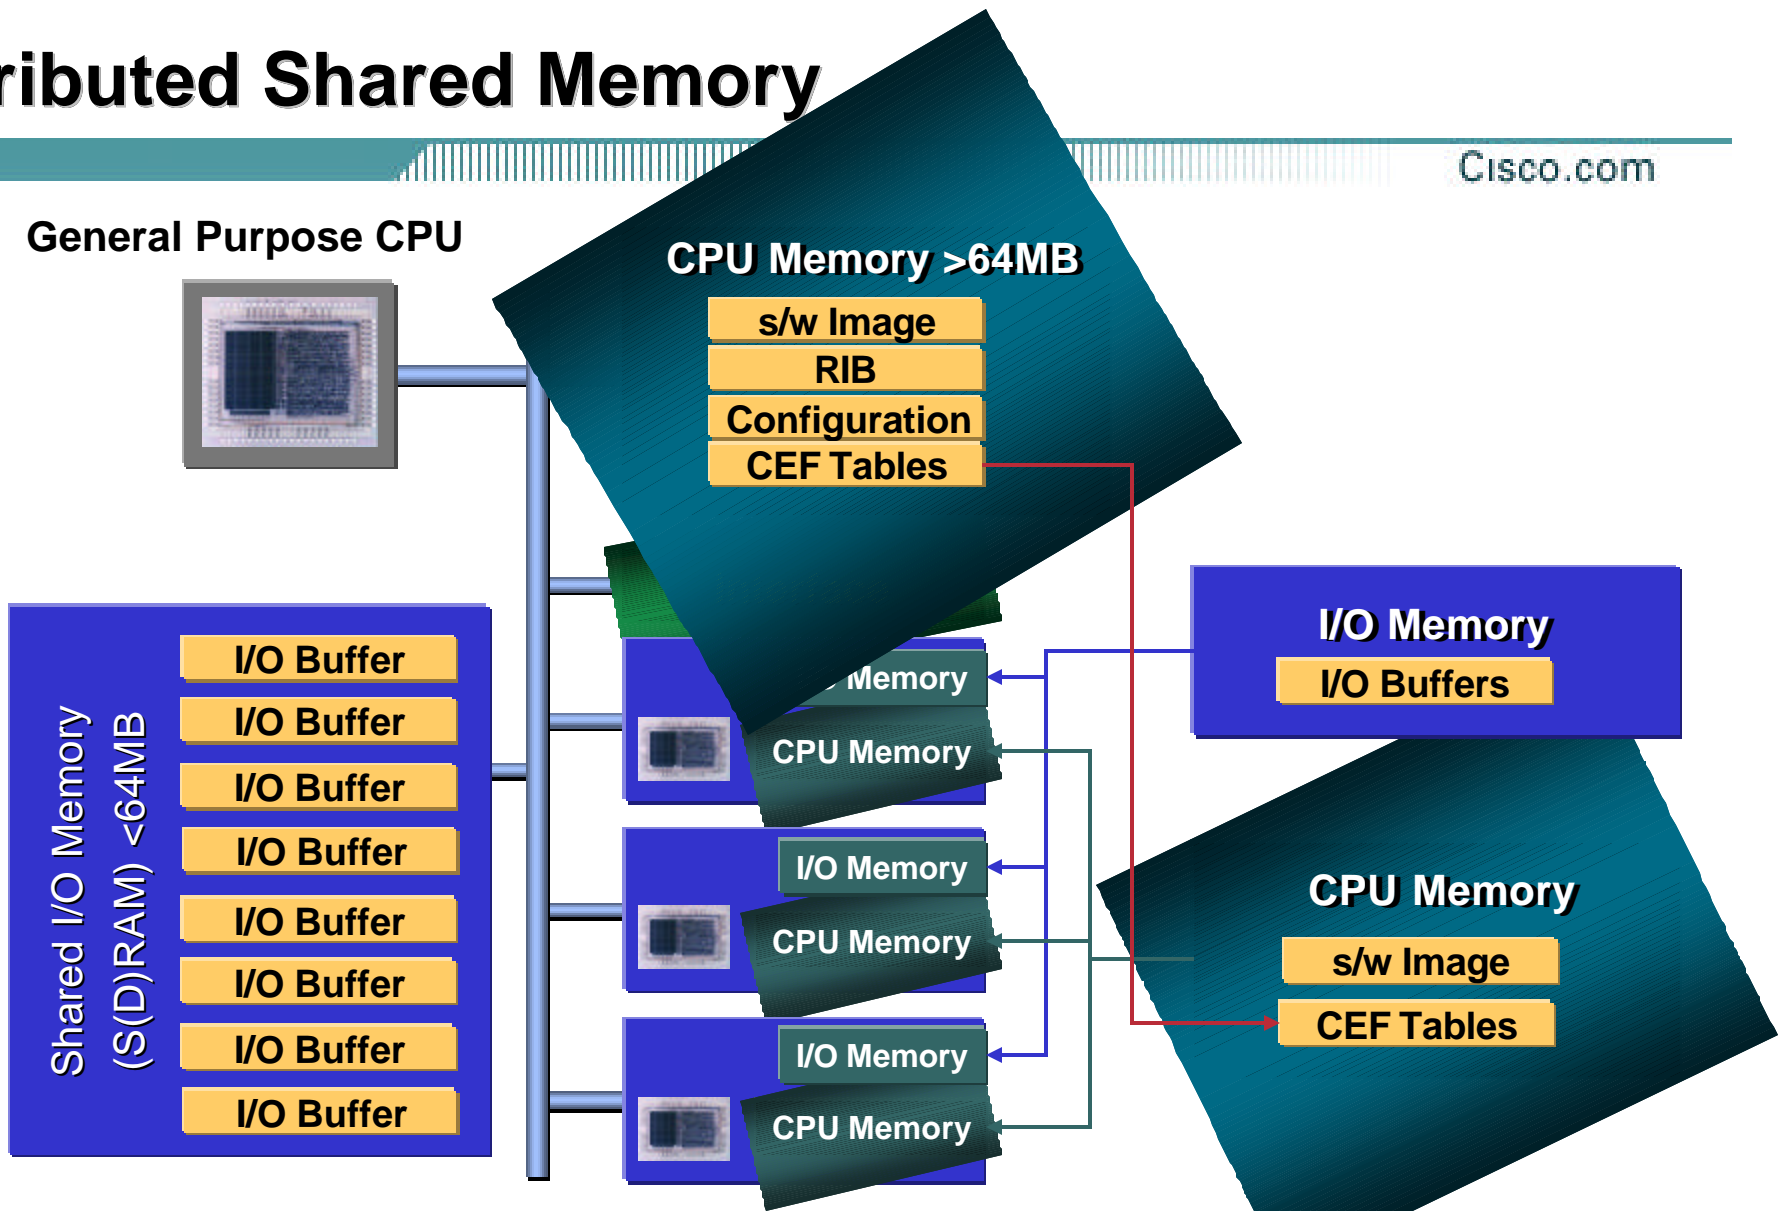 ributed Shared Memory
Cisco.com
General Purpose CPU
CPU Memory >64MB
s/w Image
RIB
Configuration
CEF Tables
Shared I/O Memory
(S(D)RAM) <64MB
I/O Buffer
I/O Buffer
I/O Buffer
I/O Buffer
I/O Buffer
I/O Buffer
I/O Buffer
I/O Buffer
Memory
CPU Memory
I/O Memory
CPU Memory
I/O Memory
CPU Memory
I/O Memory
I/O Buffers
CPU Memory
s/w Image
CEF Tables